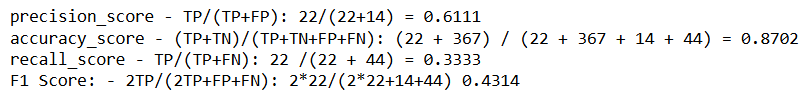 precision_score - TP/(TP+FP): 22/(22+14) = 0.6111
accuracy_score - (TP+TN)/(TP+TN+FP+FN): (22 + 367) / (22 + 367 + 14 + 44) = 0.8702
recall_score - TP/(TP+FN): 22 /(22 + 44) = 0.3333
F1 Score: - 2TP/(2TP+FP+FN): 2*22/(2*22+14+44) 0.4314